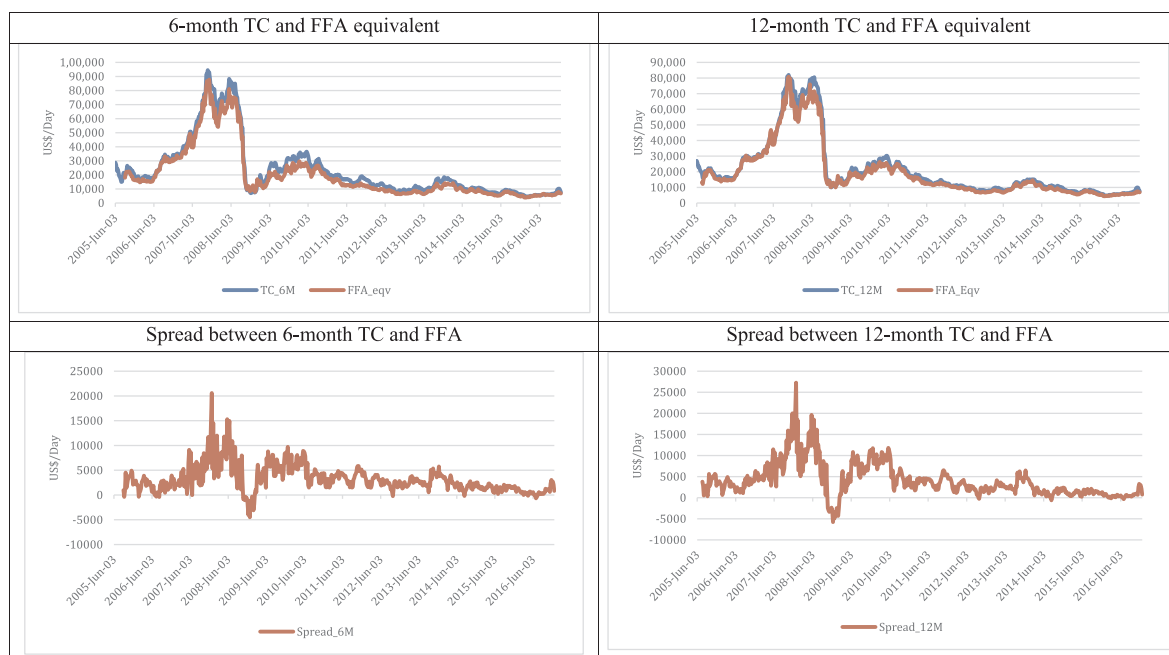 6-month TC and FFA equivalent
1,00,000
90,000
80,000
70,000
60,000
50,000
40,000
30,000
20,000
10,000
0
US$/Day
2005-Jun-03
2006-Jun-03
2007-Jun-03
2008-Jun-03
2009-Jun-03
2010-Jun-03
2011-Jun-03
2012-Jun-03
2013-Jun-03
2014-Jun-03
2015-Jun-03
2016-Jun-03
TC_6M FFA_eqv
12-month TC and FFA equivalent
90,000
80,000
70,000
60,000
50,000
40,000
30,000
20,000
10,000
0
US$/Day
2005-Jun-03
2006-Jun-03
2007-Jun-03
2008-Jun-03
2009-Jun-03
2010-Jun-03
2011-Jun-03
2012-Jun-03
2013-Jun-03
2014-Jun-03
2015-Jun-03
2016-Jun-03
TC_12M FFA_Eqv
Spread between 6-month TC and FFA
25000
20000
15000
10000
5000
0
-5000
-10000
US$/Day
2005-Jun-03
2006-Jun-03
2007-Jun-03
2008-Jun-03
2009-Jun-03
2010-Jun-03
2011-Jun-03
2012-Jun-03
2013-Jun-03
2014-Jun-03
2015-Jun-03
2016-Jun-03
Spread_6M
Spread between 12-month TC and FFA
30000
25000
20000
15000
10000
5000
0
-5000
-10000
US$/Day
2005-Jun-03
2006-Jun-03
2007-Jun-03
2008-Jun-03
2009-Jun-03
2010-Jun-03
2011-Jun-03
2012-Jun-03
2013-Jun-03
2014-Jun-03
2015-Jun-03
2016-Jun-03
Spread_12M